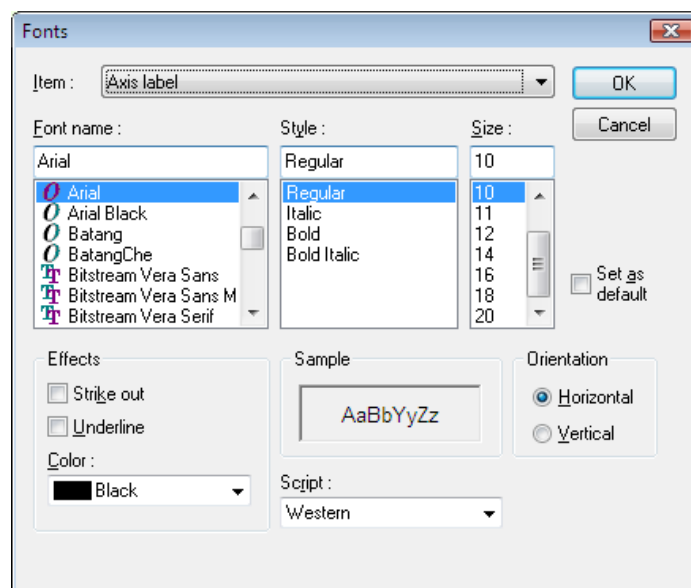 Fonts
Item :
Axis label
OK
Cancel
Font name :
Style :
Size :
Arial
Regular
10
Arial
Arial Black
Batang
BatangChe
Bitstream Vera Sans
Bitstream Vera Sans M
Bitstream Vera Serif
Regular
Italic
Bold
Bold Italic
10
11
12
14
16
18
20
Set as
default
Effects
Strike out
Underline
Color :
Black
Sample
AaBbYyZz
Orientation
Horizontal
Vertical
Script :
Western